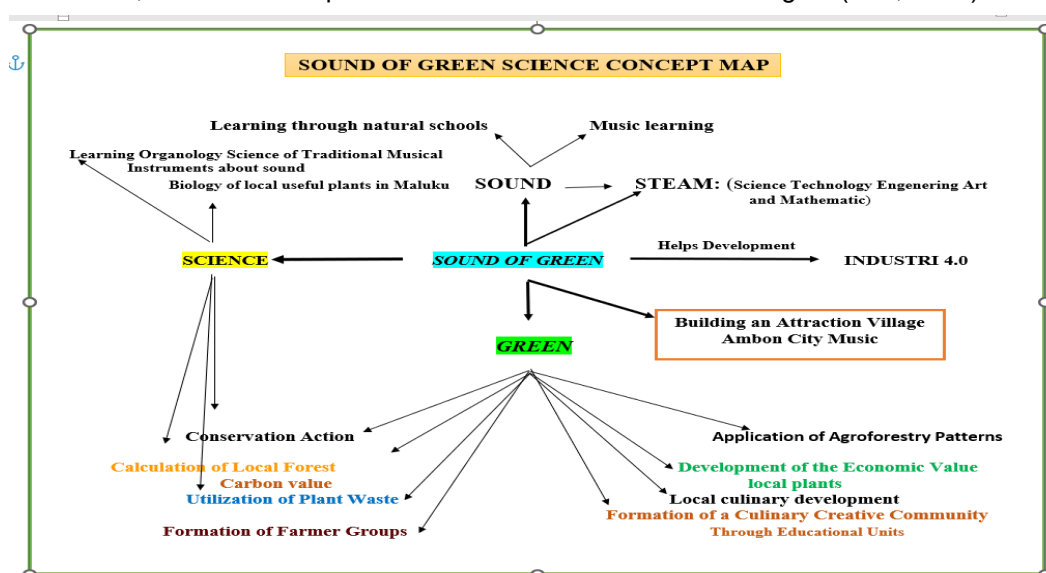 SOUND OF GREEN SCIENCE CONCEPT MAP
Learning through natural schools
Music learning
Learning Organology Science of Traditional Musical
Instruments about sound
Biology of local useful plants in Maluku
SOUND
STEAM: (Science Technology Engenering Art
and Mathematic)
Helps Development
SCIENCE
SOUND OF GREEN
INDUSTRI 4.0
Building an Attraction Village
Ambon City Music
GREEN
Conservation Action
Application of Agroforestry Patterns
Calculation of Local Forest
Carbon value
Development of the Economic Value
local plants
Utilization of Plant Waste
Local culinary development
Formation of a Culinary Creative Community
Through Educational Units
Formation of Farmer Groups